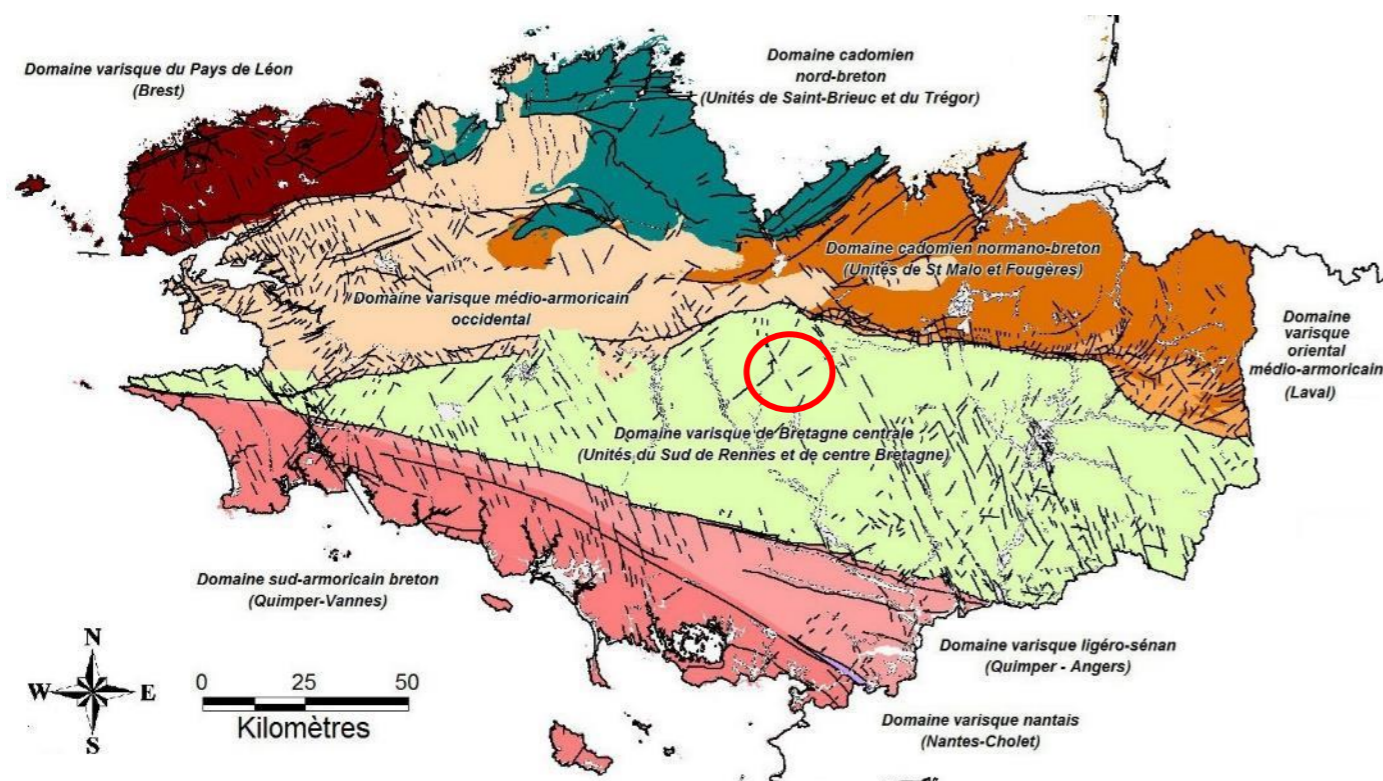 Domaine varisque du Pays de Léon
(Brest)
Domaine cadomien
nord-breton
(Unités de Saint-Brieuc et du Trégor)
Domaine cadomien normano-breton
(Unités de St Malo et Fougères)
Domaine varisque médio-armoricain
occidental
Domaine
varisque
oriental
médio-armoricain
(Laval)
Domaine varisque de Bretagne centrale
(Unités du Sud de Rennes et de centre Bretagne)
Domaine sud-armoricain breton
(Quimper-Vannes)
Domaine varisque ligéro-sénan
(Quimper - Angers)
Domaine varisque nantais
(Nantes-Cholet)
N
W E
S
0 25 50
Kilomètres